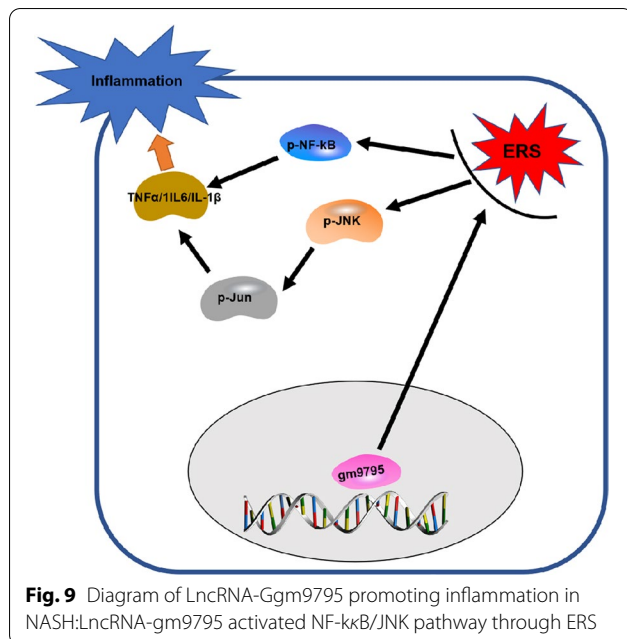 Inflammation
p-NF-kB
ERS
TNFα/1IL6/IL-1β
p-JNK
p-Jun
gm9795
Fig. 9 Diagram of LncRNA-Ggm9795 promoting inflammation in
NASH:LncRNA-gm9795 activated NF-kκB/JNK pathway through ERS